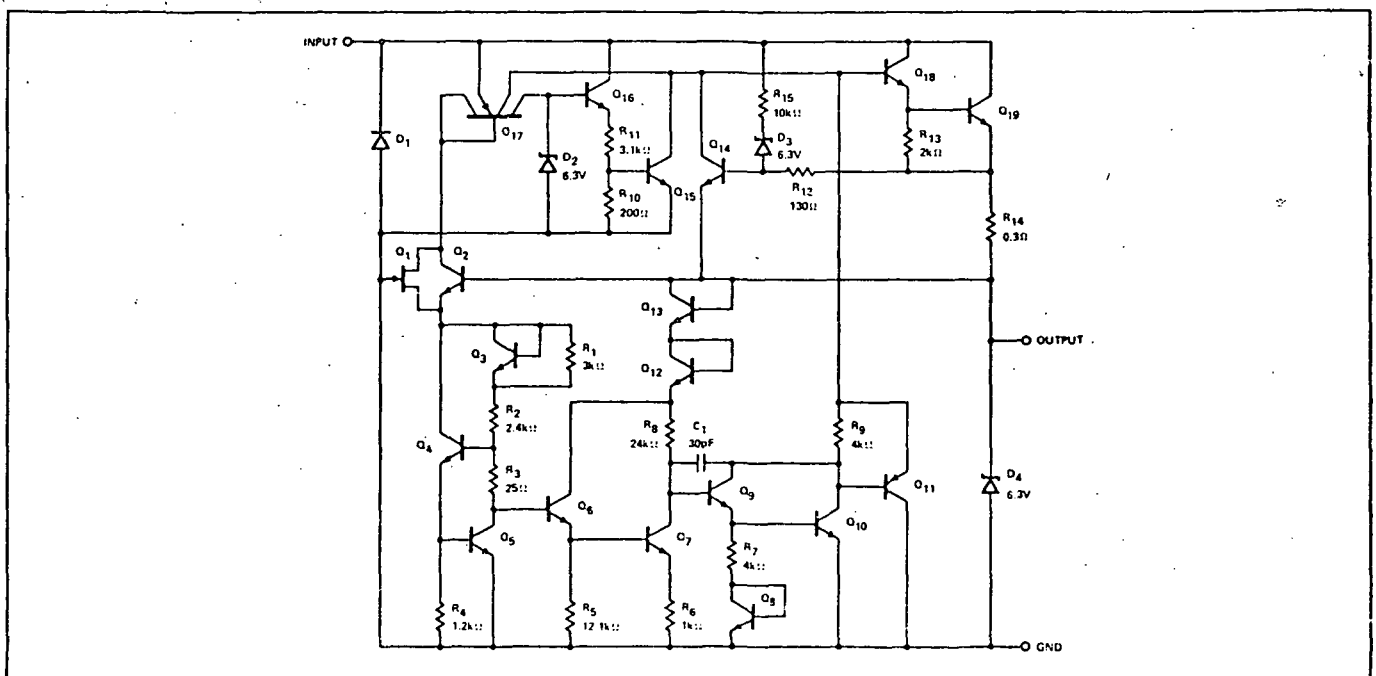 INPUT
Q18
R15
10kΩ
Q16
Q19
Q17
R11
3.1kΩ
Q14
D3
6.3V
R13
2kΩ
D1
D2
6.3V
Q15
R12
130Ω
R10
200Ω
R14
0.3Ω
Q1
Q2
Q13
OUTPUT
Q3
R1
3kΩ
Q12
R2
2.4kΩ
R8
24kΩ
C1
30pF
R9
4kΩ
Q4
R3
25Ω
D4
6.3V
Q6
Q9
Q11
Q5
Q7
Q10
R7
4kΩ
Q8
R4
1.2kΩ
R5
12.1kΩ
R6
1kΩ
GND